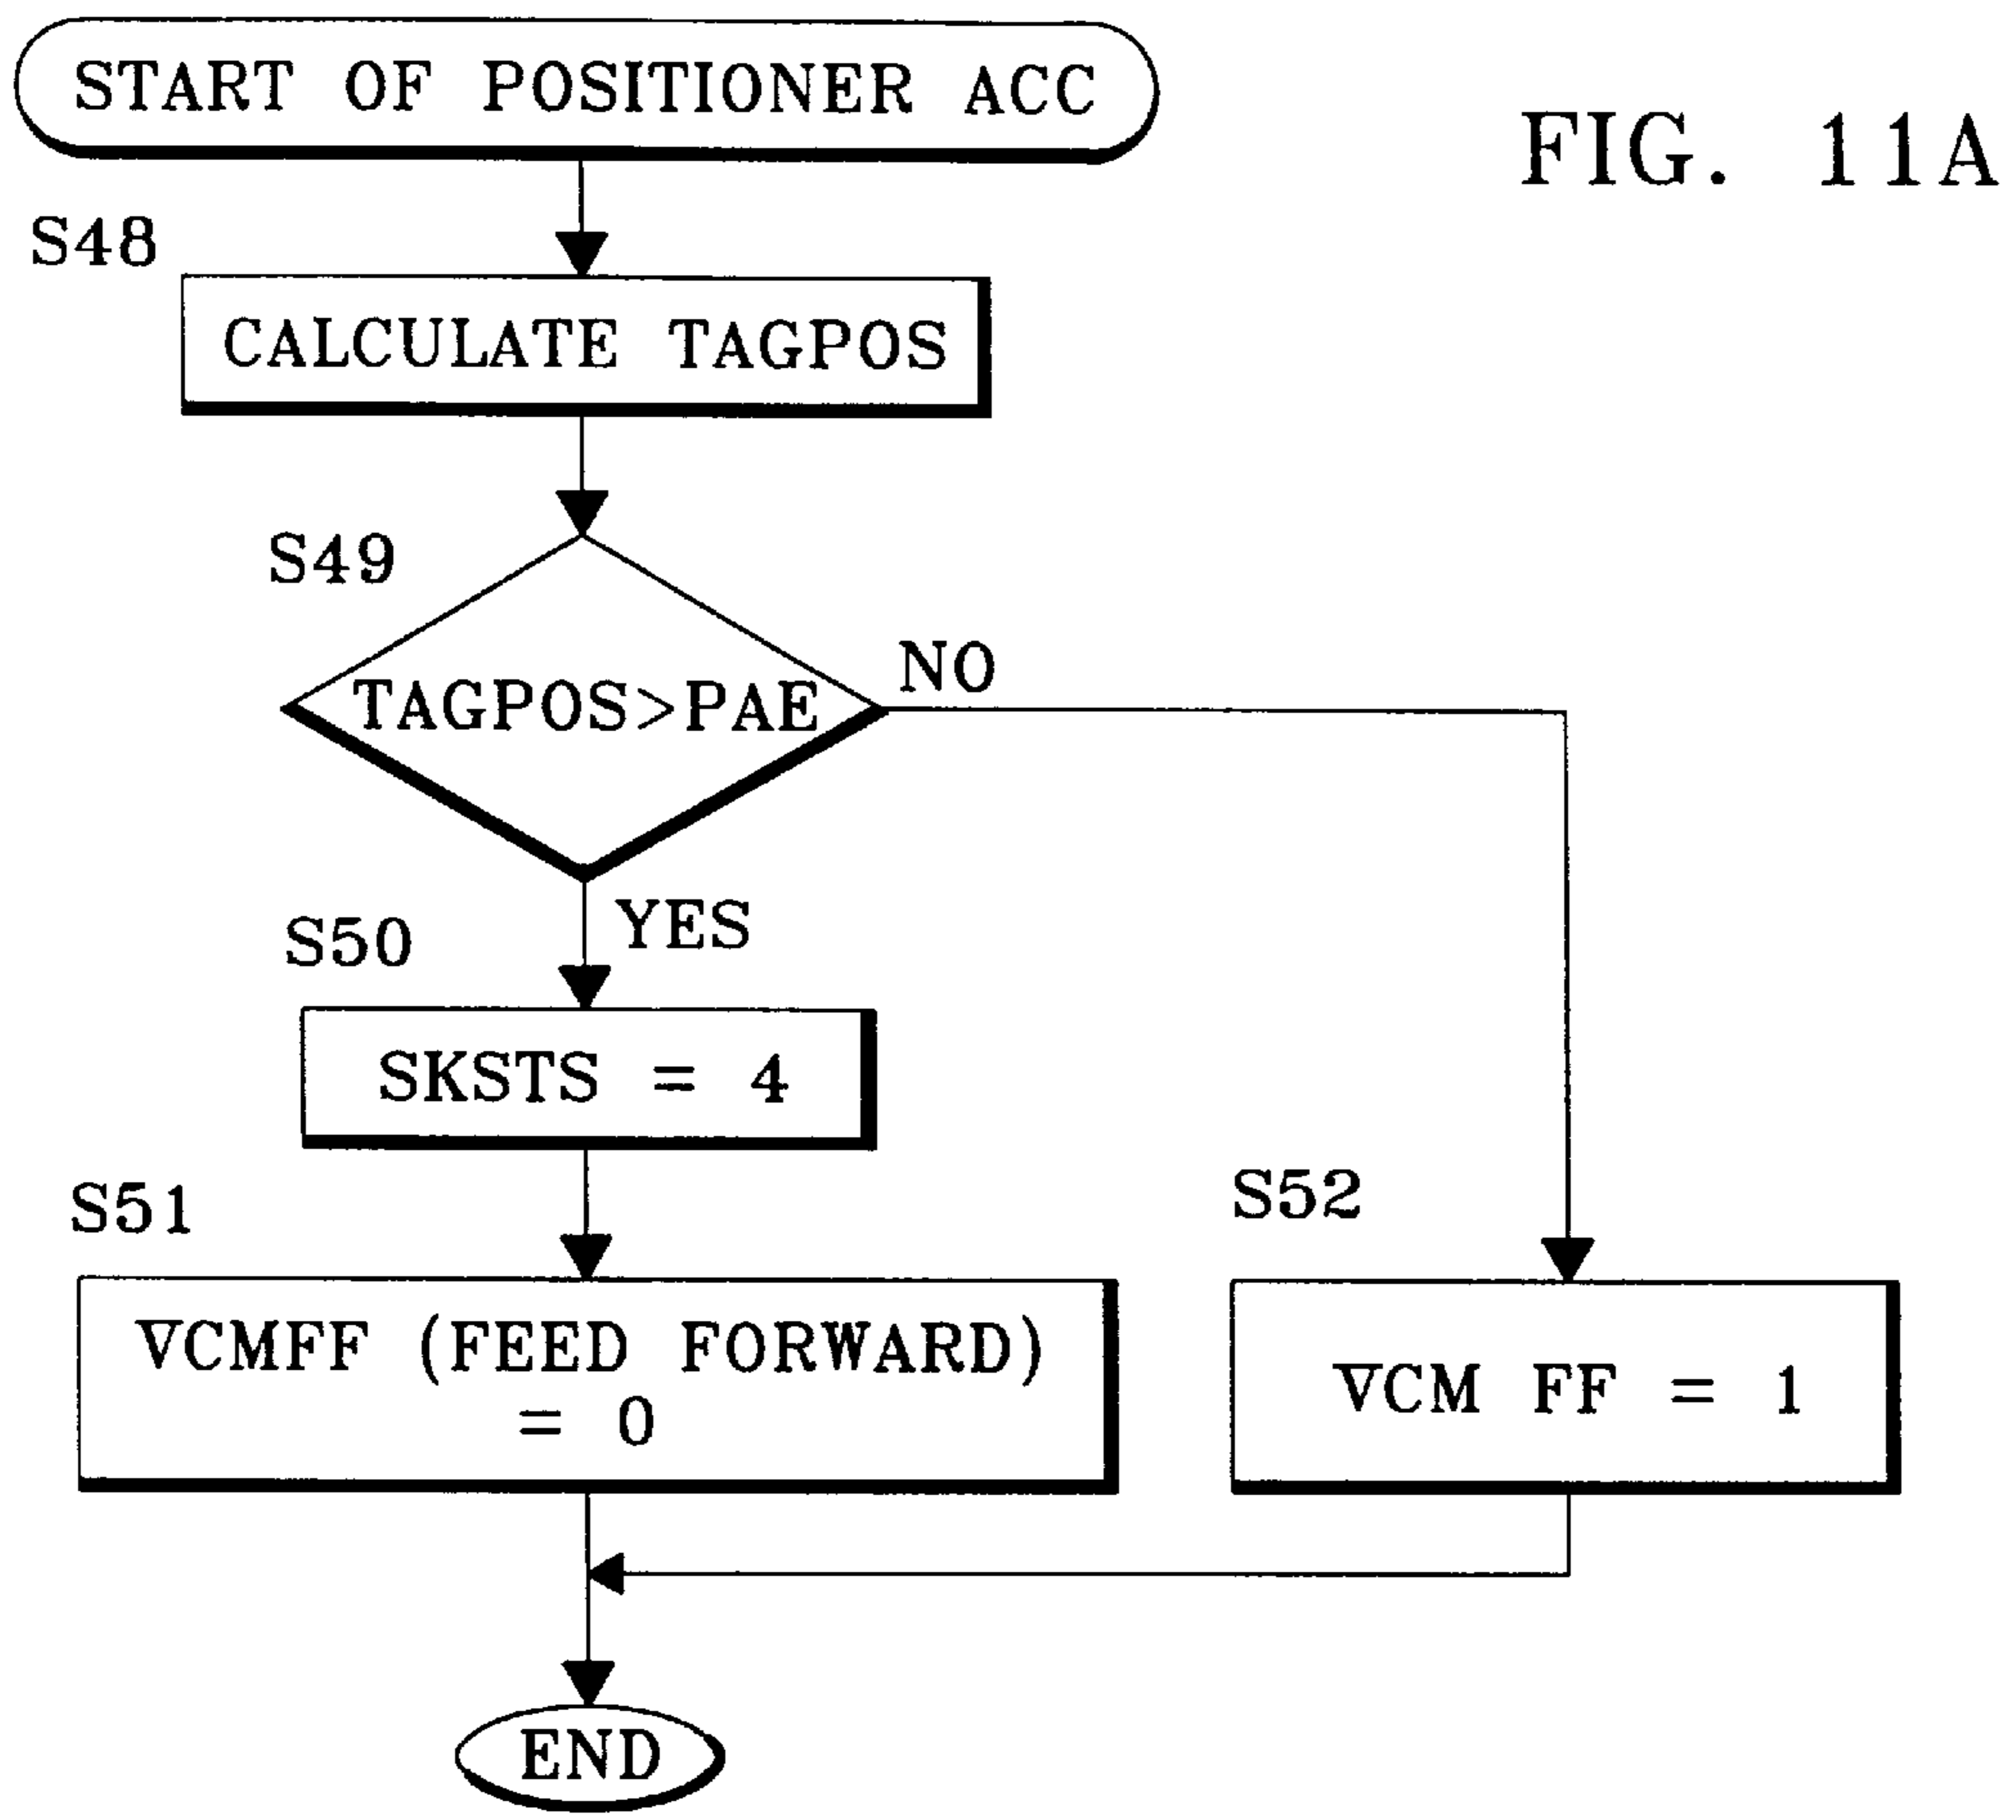 START OF POSITIONER ACC
FIG. 11A
S48
CALCULATE TAGPOS
S49
TAGPOS>PAE
NO
YES
S50
SKSTS = 4
S51
VCMFF (FEED FORWARD)
= 0
S52
VCM FF = 1
END